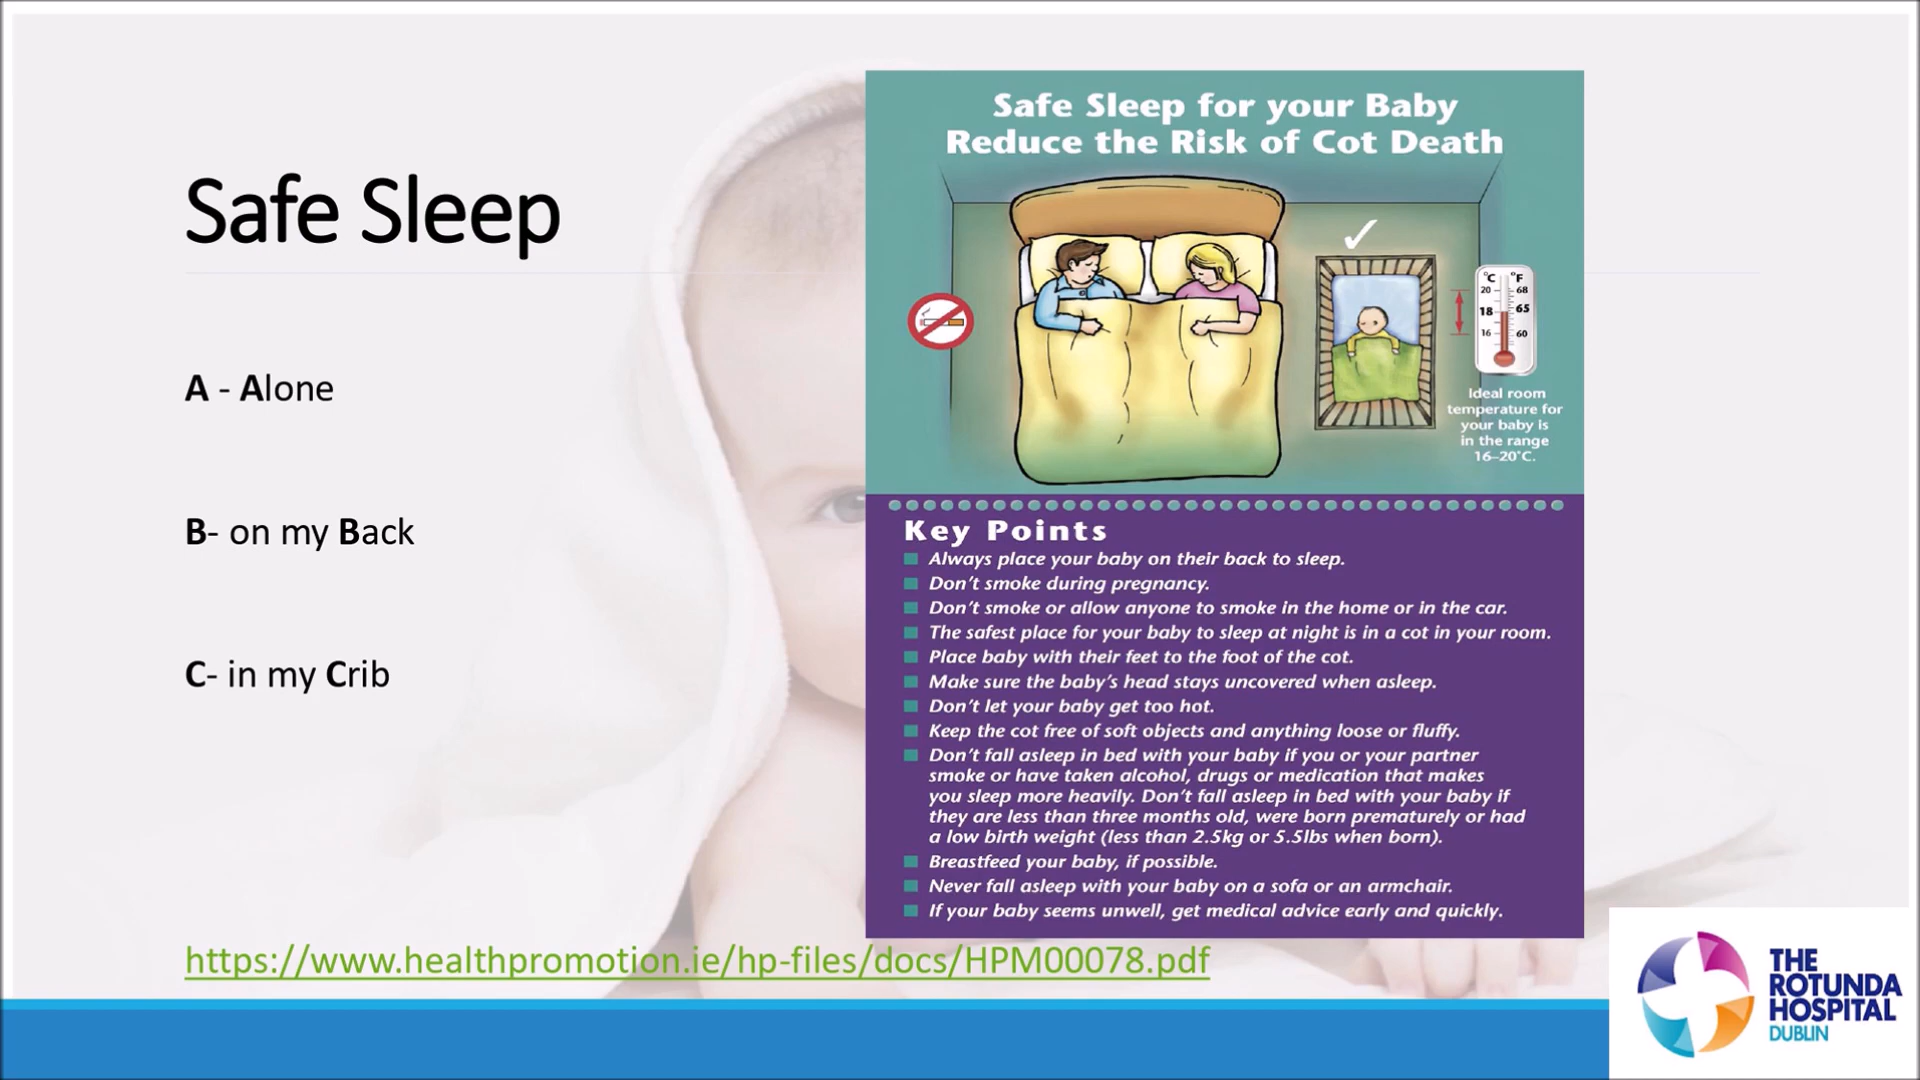 Safe Sleep
A - Alone
B- on my Back
C- in my Crib
https://www.healthpromotion.ie/hp-files/docs/HPM00078.pdf
Safe Sleep for your Baby
Reduce the Risk of Cot Death
✓
°C °F
20 68
18 65
16 60
Ideal room
temperature for
your baby is
in the range
16–20°C.
Key Points
Always place your baby on their back to sleep.
Don't smoke during pregnancy.
Don't smoke or allow anyone to smoke in the home or in the car.
The safest place for your baby to sleep at night is in a cot in your room.
Place baby with their feet to the foot of the cot.
Make sure the baby's head stays uncovered when asleep.
Don't let your baby get too hot.
Keep the cot free of soft objects and anything loose or fluffy.
Don't fall asleep in bed with your baby if you or your partner
smoke or have taken alcohol, drugs or medication that makes
you sleep more heavily. Don't fall asleep in bed with your baby if
they are less than three months old, were born prematurely or had
a low birth weight (less than 2.5kg or 5.5lbs when born).
Breastfeed your baby, if possible.
Never fall asleep with your baby on a sofa or an armchair.
If your baby seems unwell, get medical advice early and quickly.
THE
ROTUNDA
HOSPITAL
DUBLIN